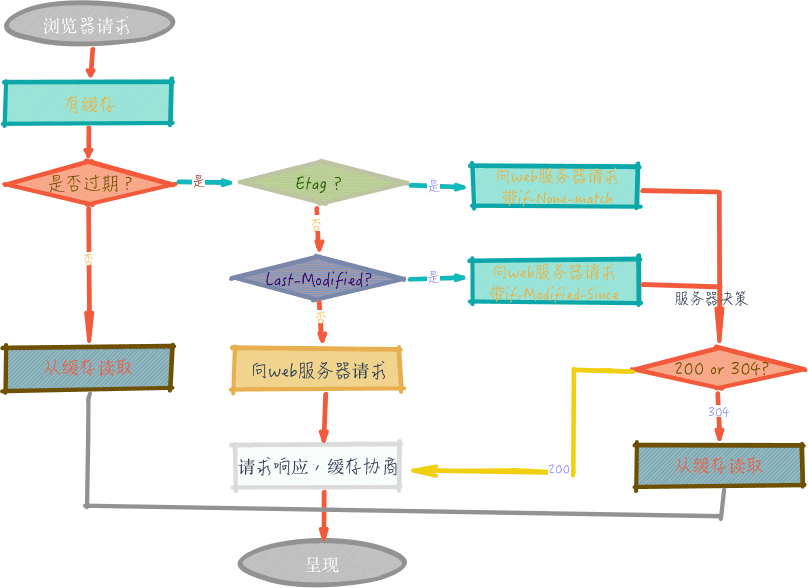 浏览器请求
有缓存
是否过期？
是
Etag？
是
向web服务器请求
带if-None-match
否
否
Last-Modified?
是
向web服务器请求
带if-Modified-Since
服务器决策
否
从缓存读取
向web服务器请求
200 or 304?
304
请求响应，缓存协商
200
从缓存读取
呈现